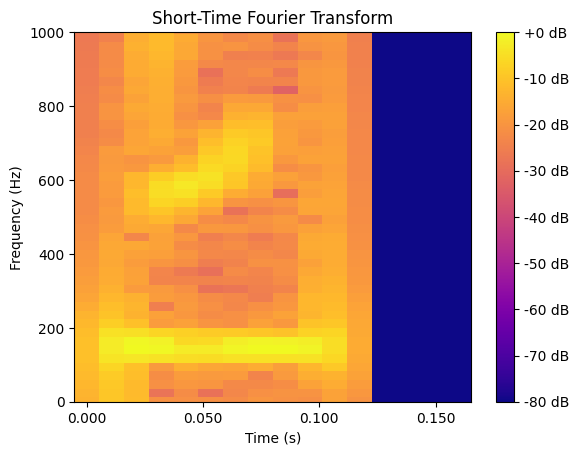 Short-Time Fourier Transform
1000
800
600
400
200
0
Frequency (Hz)
0.000
0.050
0.100
0.150
Time (s)
+0 dB
-10 dB
-20 dB
-30 dB
-40 dB
-50 dB
-60 dB
-70 dB
-80 dB